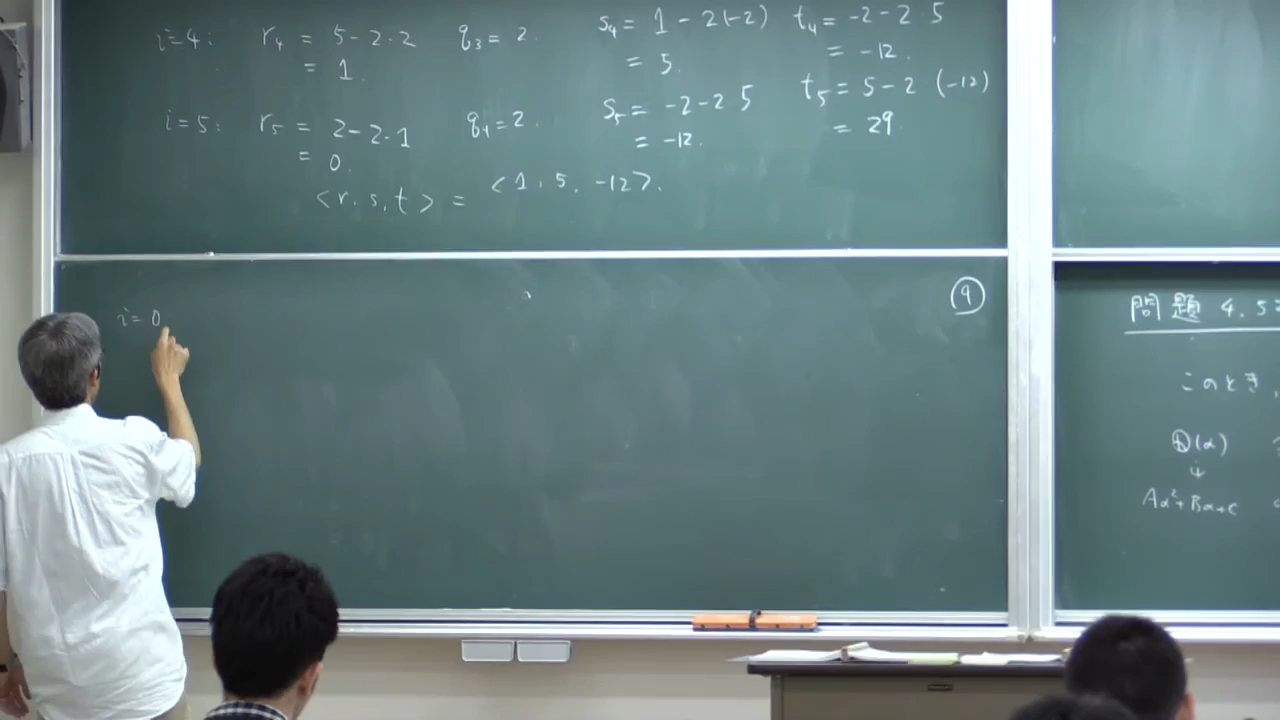 i=4: r₄ = 5-2·2 q₃=2. s₄= 1-2(-2) t₄= -2-2·5
= 1. = 5. = -12.
i=5: r₅ = 2-2·1 q₄=2. s₅= -2-2·5 t₅= 5-2(-12)
= 0. = -12. = 29.
<r, s, t> = <1, 5, -12>.
i=0
⑨
問題 4.5
このとき,
(α)
Aα²+Bα+C